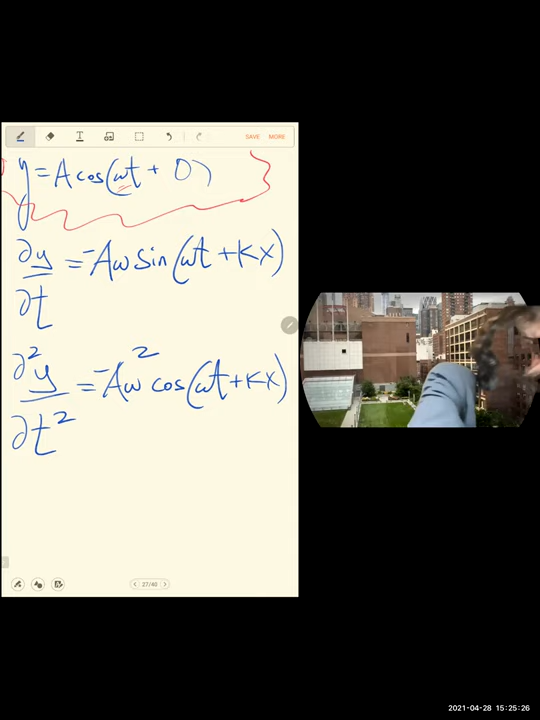 SAVE MORE
y = A cos(ωt + 0)
∂y/∂t = -Aω sin(ωt + kx)
∂²y/∂t² = -Aω² cos(ωt + kx)
27/40
2021-04-28 15:25:26